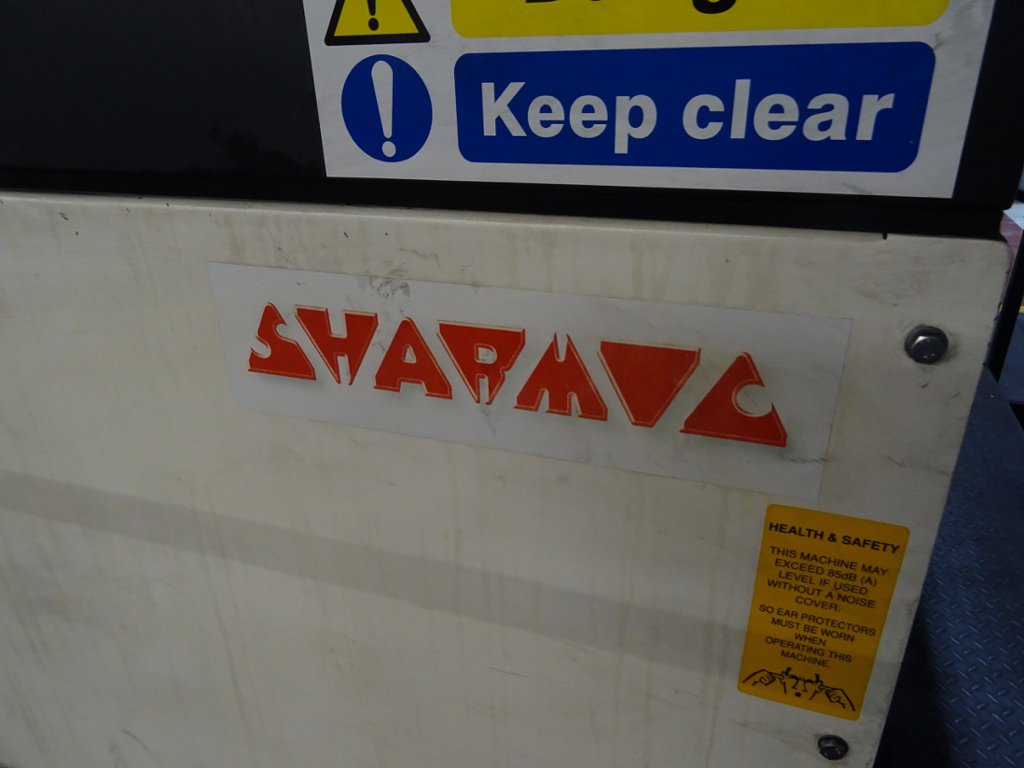 Keep clear
SHARMVC
HEALTH & SAFETY
THIS MACHINE MAY
EXCEED 85dB (A)
LEVEL IF USED
WITHOUT A NOISE
COVER.
SO EAR PROTECTORS
MUST BE WORN
WHEN
OPERATING THIS
MACHINE.